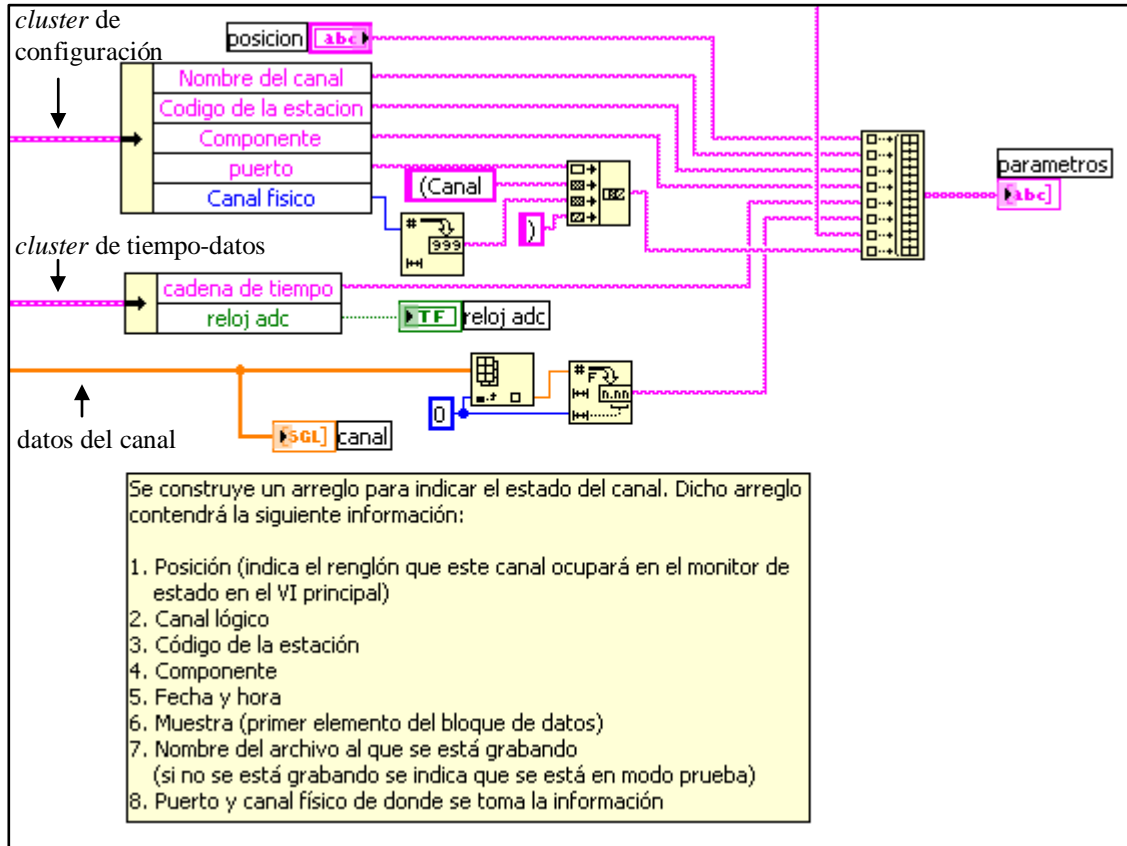 cluster de
configuración
posicion
abc
Nombre del canal
Codigo de la estacion
Componente
puerto
Canal fisico
(Canal
)
#
999
parametros
abc
cluster de tiempo-datos
cadena de tiempo
reloj adc
TF
reloj adc
#
F
n.nn
0
datos del canal
SGL
canal
Se construye un arreglo para indicar el estado del canal. Dicho arreglo
contendrá la siguiente información:
1. Posición (indica el renglón que este canal ocupará en el monitor de
estado en el VI principal)
2. Canal lógico
3. Código de la estación
4. Componente
5. Fecha y hora
6. Muestra (primer elemento del bloque de datos)
7. Nombre del archivo al que se está grabando
(si no se está grabando se indica que se está en modo prueba)
8. Puerto y canal físico de donde se toma la información